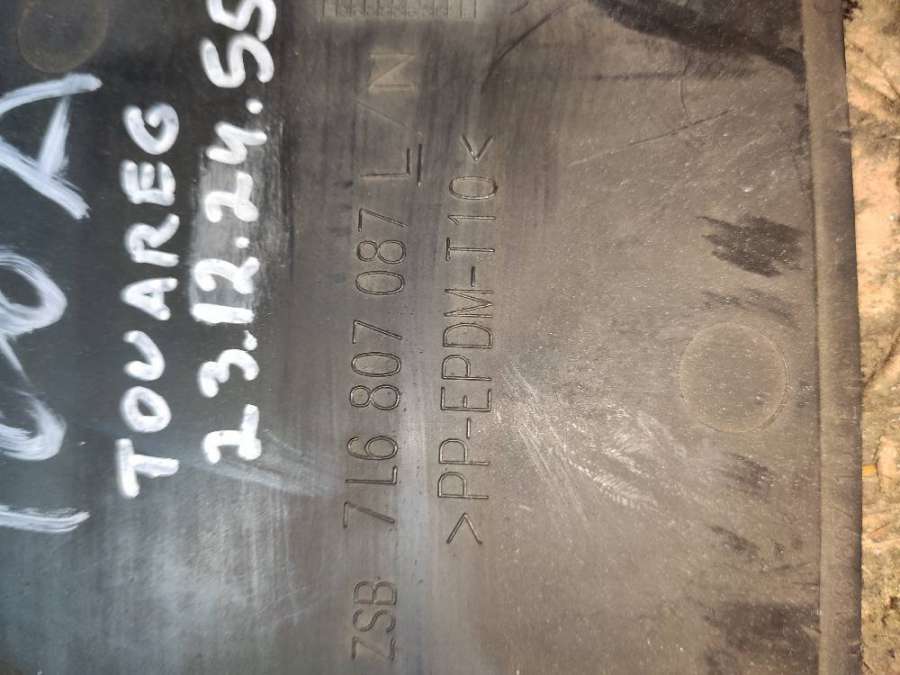 TOUAREG
23.12.24.55
ZSB 7L6 807 087 L /N
>PP-EPDM-T10<